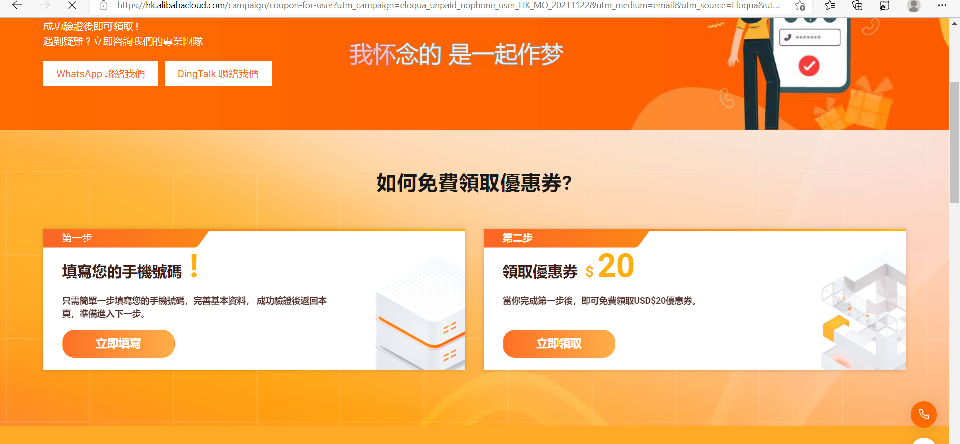 https://hk.alibabacloud.com/campaign/coupon-for-user?utm_campaign=eloqua_unpaid_nophone_user_HK_MO_20211122&utm_medium=email&utm_source=Eloqua&ut...
成功驗證後即可領取！
遇到疑難？立即咨詢我們的專業團隊
WhatsApp 聯絡我們
DingTalk 聯絡我們
我怀念的 是一起作梦
如何免費領取優惠券?
第一步
填寫您的手機號碼 !
只需簡單一步填寫您的手機號碼，完善基本資料， 成功驗證後返回本
頁，準備進入下一步。
立即填寫
第二步
領取優惠券 $ 20
當你完成第一步後，即可免費領取USD$20優惠券。
立即領取